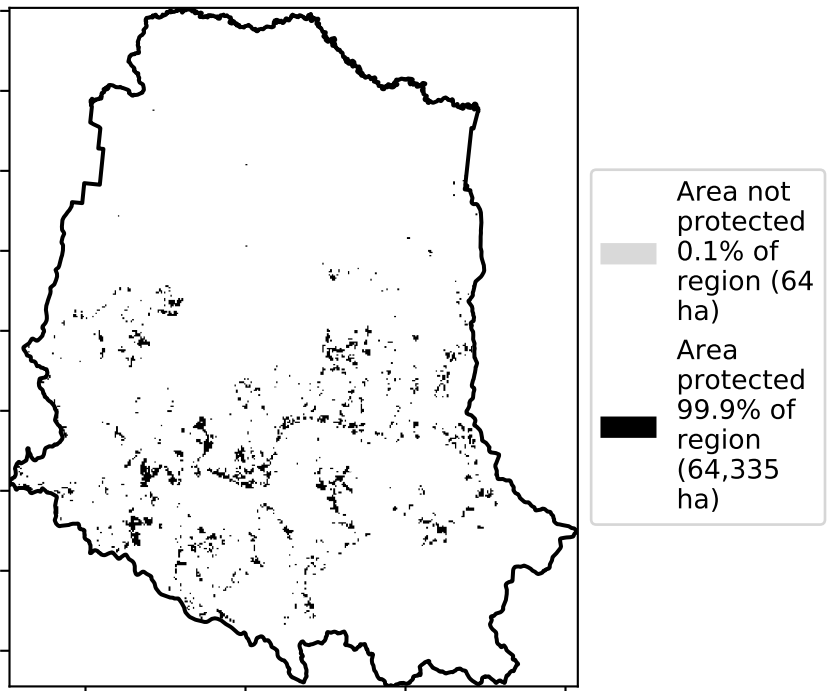 Area not
protected
0.1% of
region (64
ha)
Area
protected
99.9% of
region
(64,335
ha)